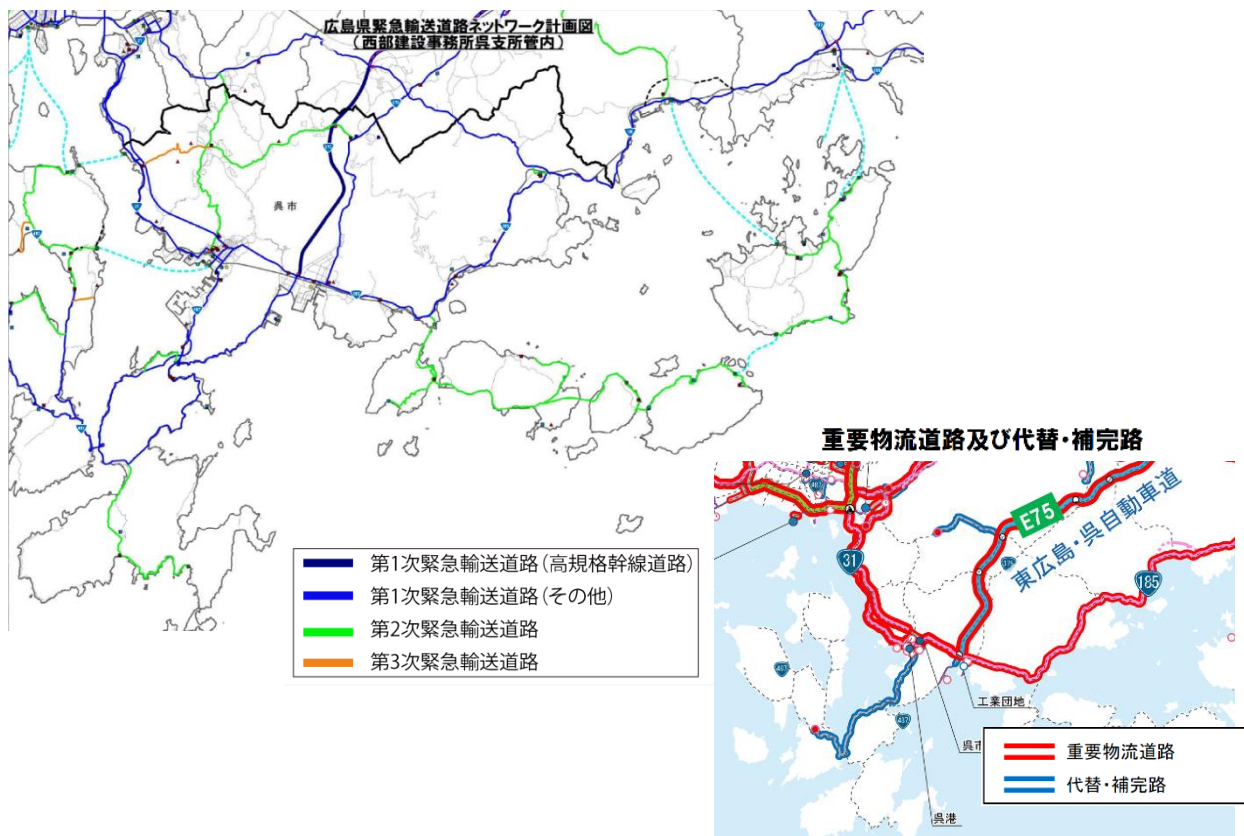 広島県緊急輸送道路ネットワーク計画図
(西部建設事務所呉支所管内)
呉市
第1次緊急輸送道路(高規格幹線道路)
第1次緊急輸送道路(その他)
第2次緊急輸送道路
第3次緊急輸送道路
重要物流道路及び代替・補完路
E75
東広島・呉自動車道
31
185
487
487
工業団地
呉市
呉港
重要物流道路
代替・補完路